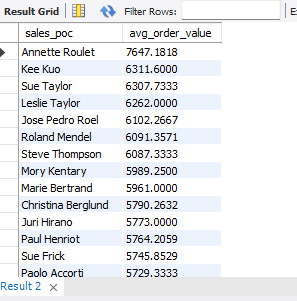 Result Grid Filter Rows:
sales_poc avg_order_value
Annette Roulet 7647.1818
Kee Kuo 6311.6000
Sue Taylor 6307.7333
Leslie Taylor 6262.0000
Jose Pedro Roel 6102.2667
Roland Mendel 6091.3571
Steve Thompson 6087.3333
Mory Kentary 5989.2500
Marie Bertrand 5961.0000
Christina Berglund 5790.2632
Juri Hirano 5773.0000
Paul Henriot 5764.2059
Sue Frick 5745.8529
Paolo Accorti 5729.3333
Result 2